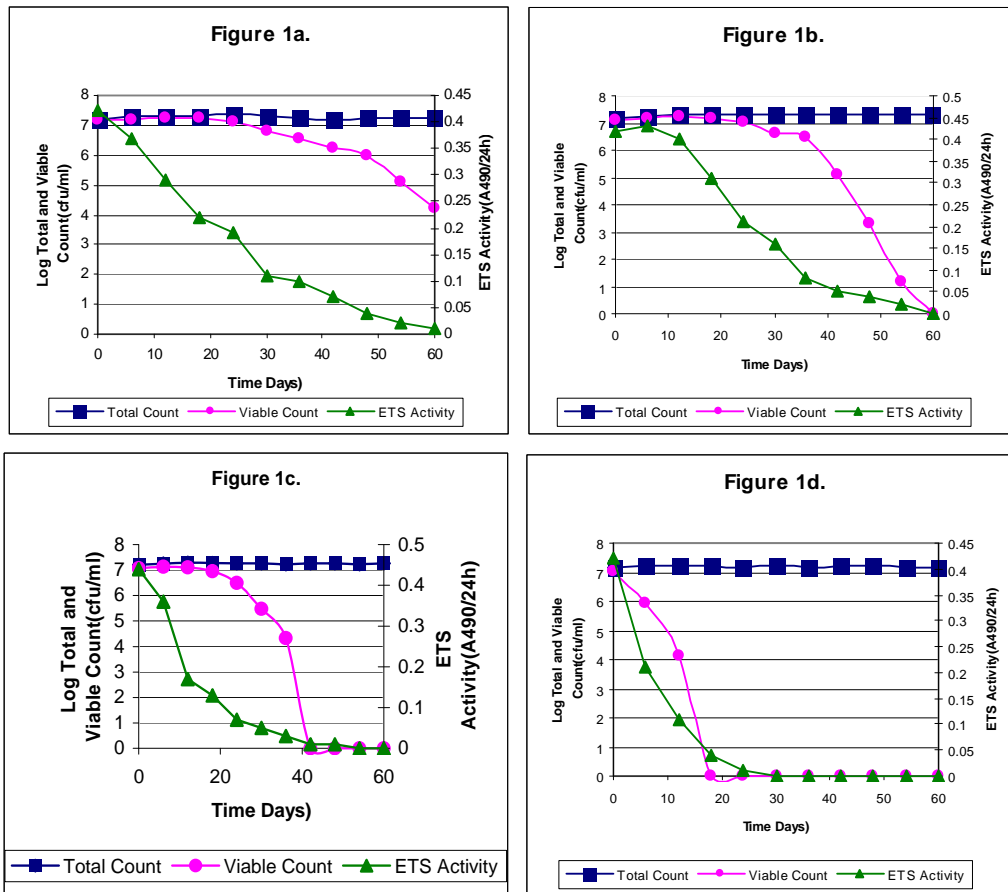 Figure 1a.
Log Total and Viable
Count(cfu/ml)
8
7
6
5
4
3
2
1
0
0.45
0.4
0.35
0.3
0.25
0.2
0.15
0.1
0.05
0
ETS Activity(A490/24h)
0 10 20 30 40 50 60
Time Days)
Total Count Viable Count ETS Activity
Figure 1b.
Log Total and Viable
Count(cfu/ml)
8
7
6
5
4
3
2
1
0
0.5
0.45
0.4
0.35
0.3
0.25
0.2
0.15
0.1
0.05
0
ETS Activity(A490/24h)
0 10 20 30 40 50 60
Time Days)
Total Count Viable Count ETS Activity
Figure 1c.
Log Total and
Viable Count(cfu/ml)
8
7
6
5
4
3
2
1
0
0.5
0.4
0.3
0.2
0.1
0
ETS
Activity(A490/24h)
0 20 40 60
Time Days)
Total Count Viable Count ETS Activity
Figure 1d.
Log Total and Viable
Count(cfu/ml)
8
7
6
5
4
3
2
1
0
0.45
0.4
0.35
0.3
0.25
0.2
0.15
0.1
0.05
0
ETS Activity(A490/24h)
0 10 20 30 40 50 60
Time Days)
Total Count Viable Count ETS Activity